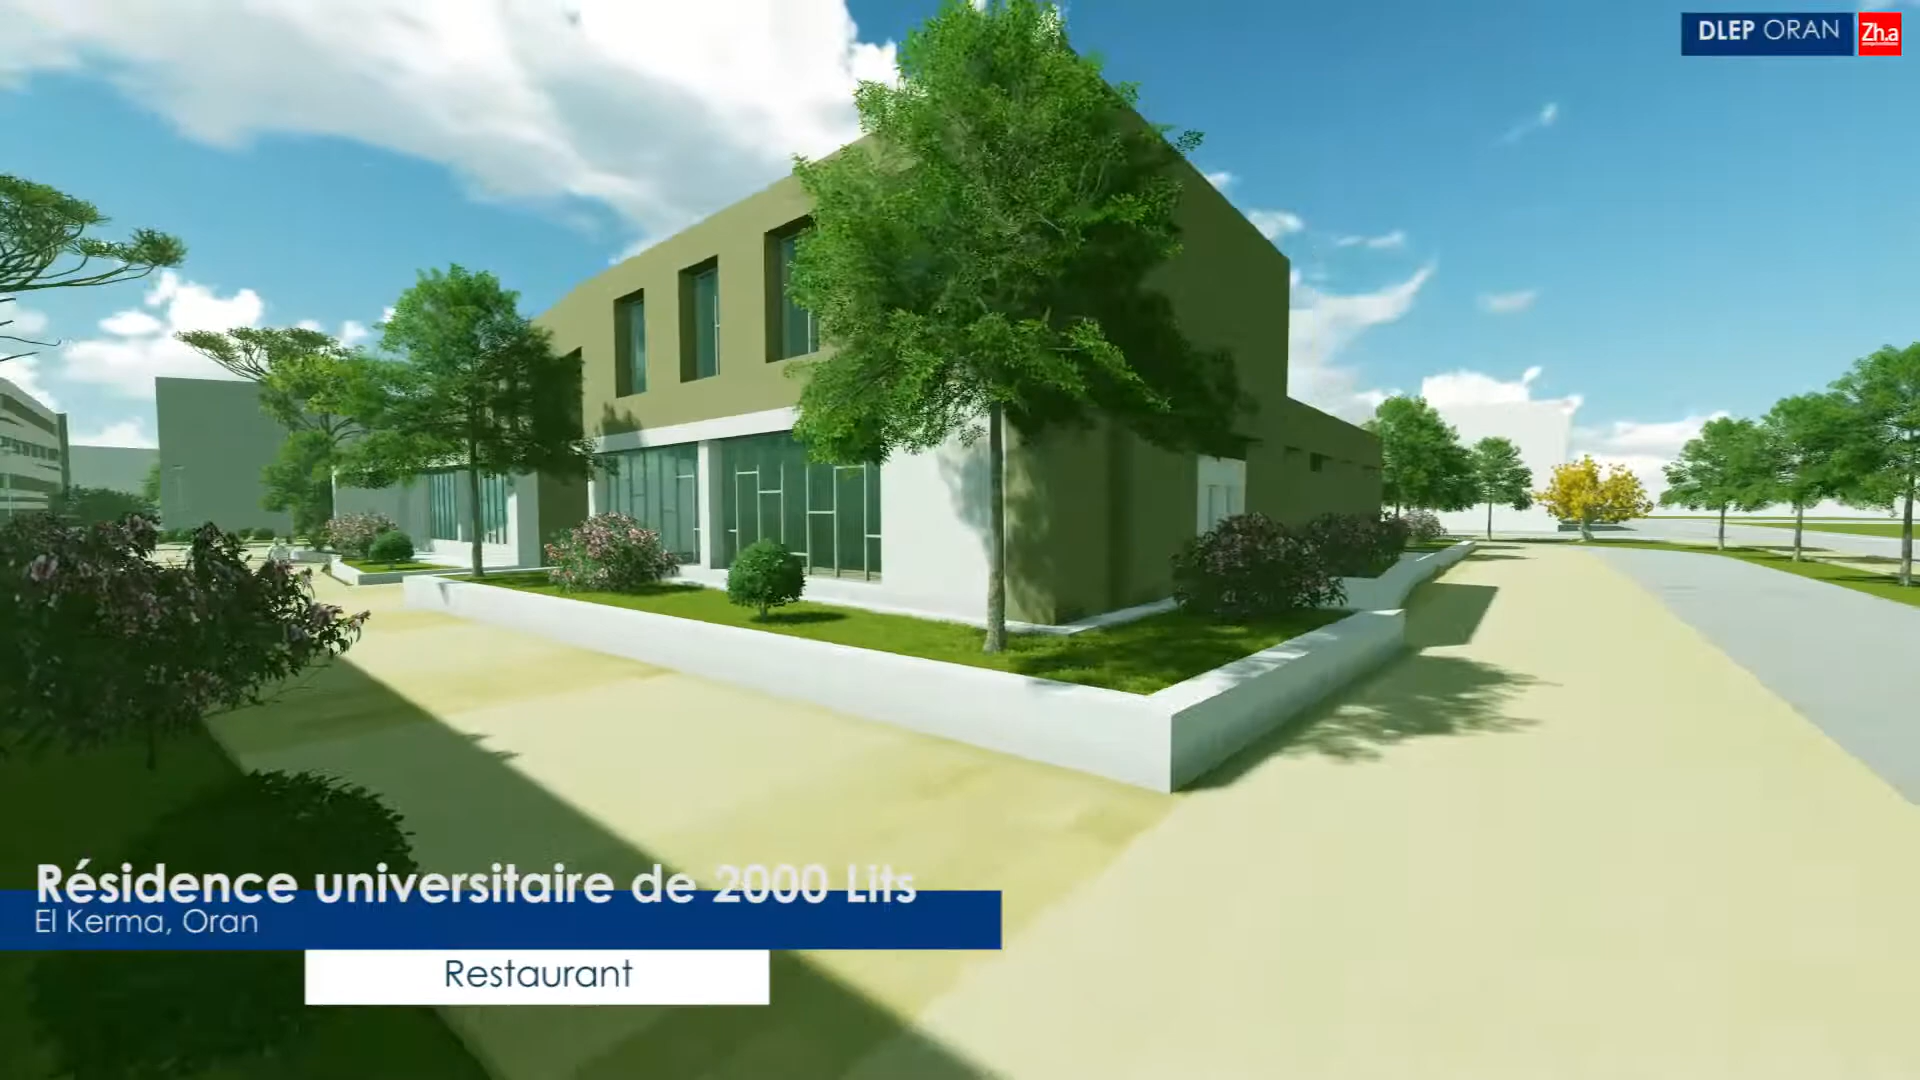 DLEP ORAN
Zh.a
Résidence universitaire de 2000 Lits
El Kerma, Oran
Restaurant